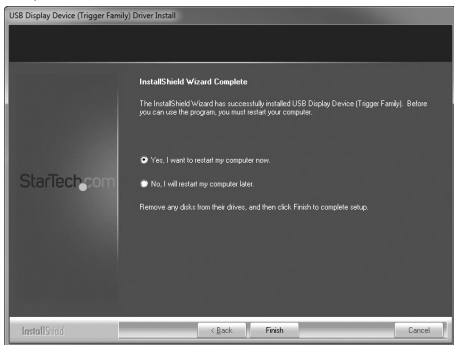 USB Display Device (Trigger Family) Driver Install
InstallShield Wizard Complete
The InstallShield Wizard has successfully installed USB Display Device (Trigger Family). Before
you can use the program, you must restart your computer.
Yes, I want to restart my computer now.
StarTech.com
No, I will restart my computer later.
Remove any disks from their drives, and then click Finish to complete setup.
InstallShield
< Back
Finish
Cancel